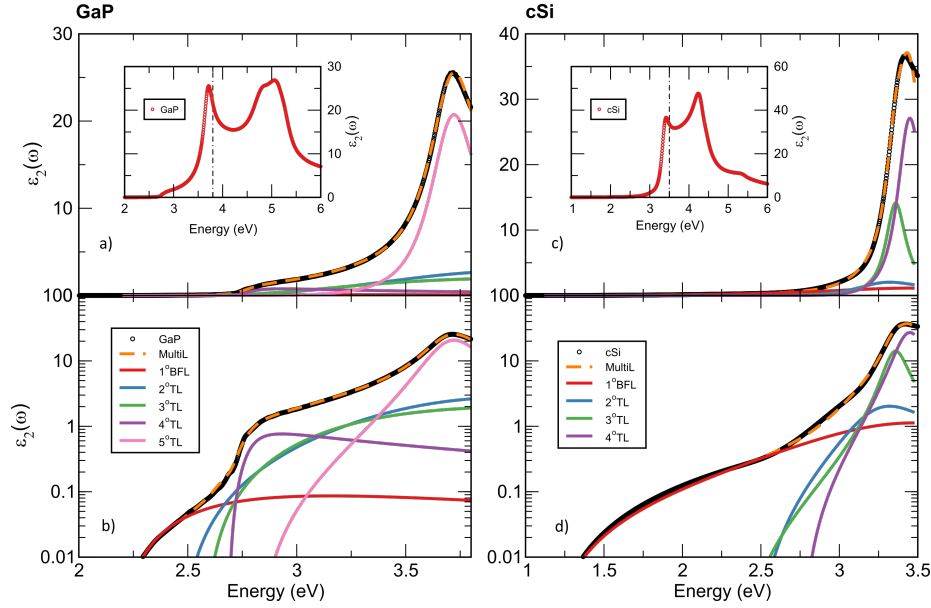 GaP
cSi
30
20
10
ε₂(ω)
a)
GaP
30
20
10
0
ε₂(ω)
2 3 4 5 6
Energy (eV)
40
30
20
10
ε₂(ω)
c)
cSi
60
40
20
0
ε₂(ω)
1 2 3 4 5 6
Energy (eV)
100
10
1
0.1
0.01
ε₂(ω)
GaP
MultiL
1°BFL
2°TL
3°TL
4°TL
5°TL
b)
2 2.5 3 3.5
Energy (eV)
100
10
1
0.1
0.01
ε₂(ω)
cSi
MultiL
1°BFL
2°TL
3°TL
4°TL
d)
1 1.5 2 2.5 3 3.5
Energy (eV)